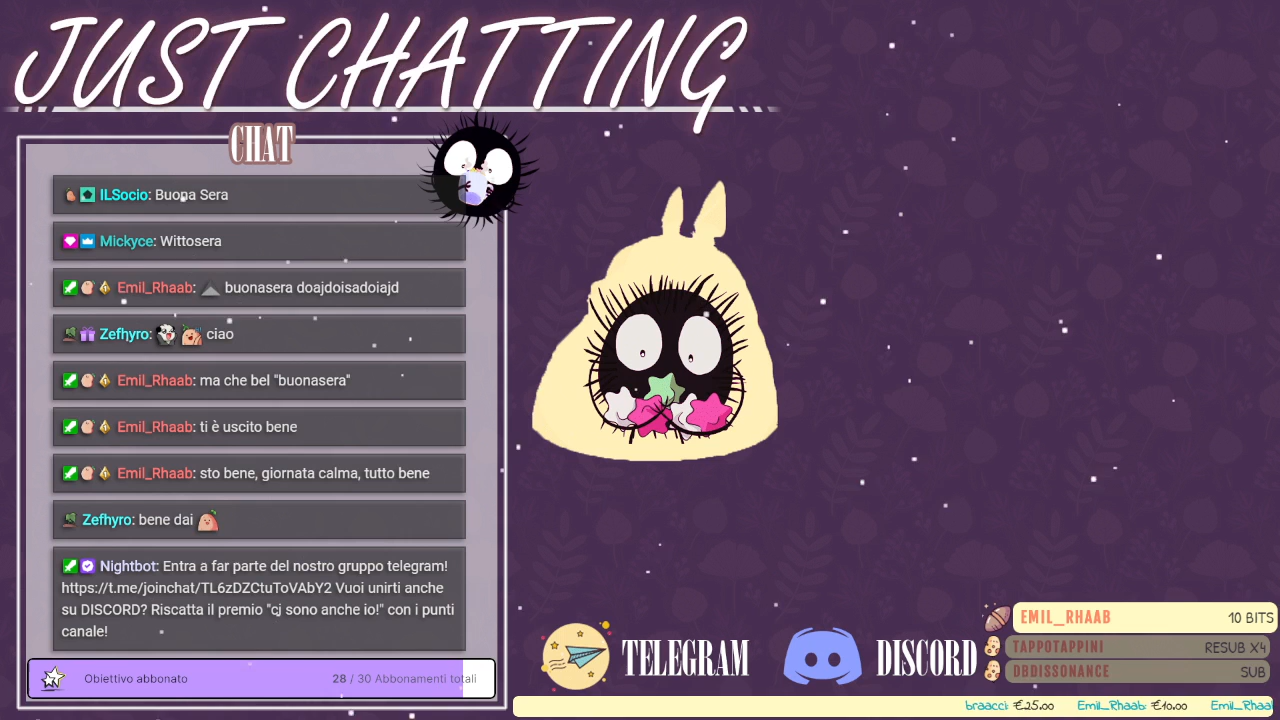 JUST CHATTING
CHAT
ILSocio: Buona Sera
Mickyce: Wittosera
Emil_Rhaab: buonasera doajdoisadoiajd
Zefhyro: ciao
Emil_Rhaab: ma che bel "buonasera"
Emil_Rhaab: ti è uscito bene
Emil_Rhaab: sto bene, giornata calma, tutto bene
Zefhyro: bene dai
Nightbot: Entra a far parte del nostro gruppo telegram!
https://t.me/joinchat/TL6zDZCtuToVAbY2 Vuoi unirti anche
su DISCORD? Riscatta il premio "cj sono anche io!" con i punti
canale!
Obiettivo abbonato 28 / 30 Abbonamenti totali
TELEGRAM
DISCORD
EMIL_RHAAB 10 BITS
TAPPOTAPPINI RESUB X4
DBDISSONANCE SUB
braacci: €25.00 Emil_Rhaab: €10.00 Emil_Rhaa